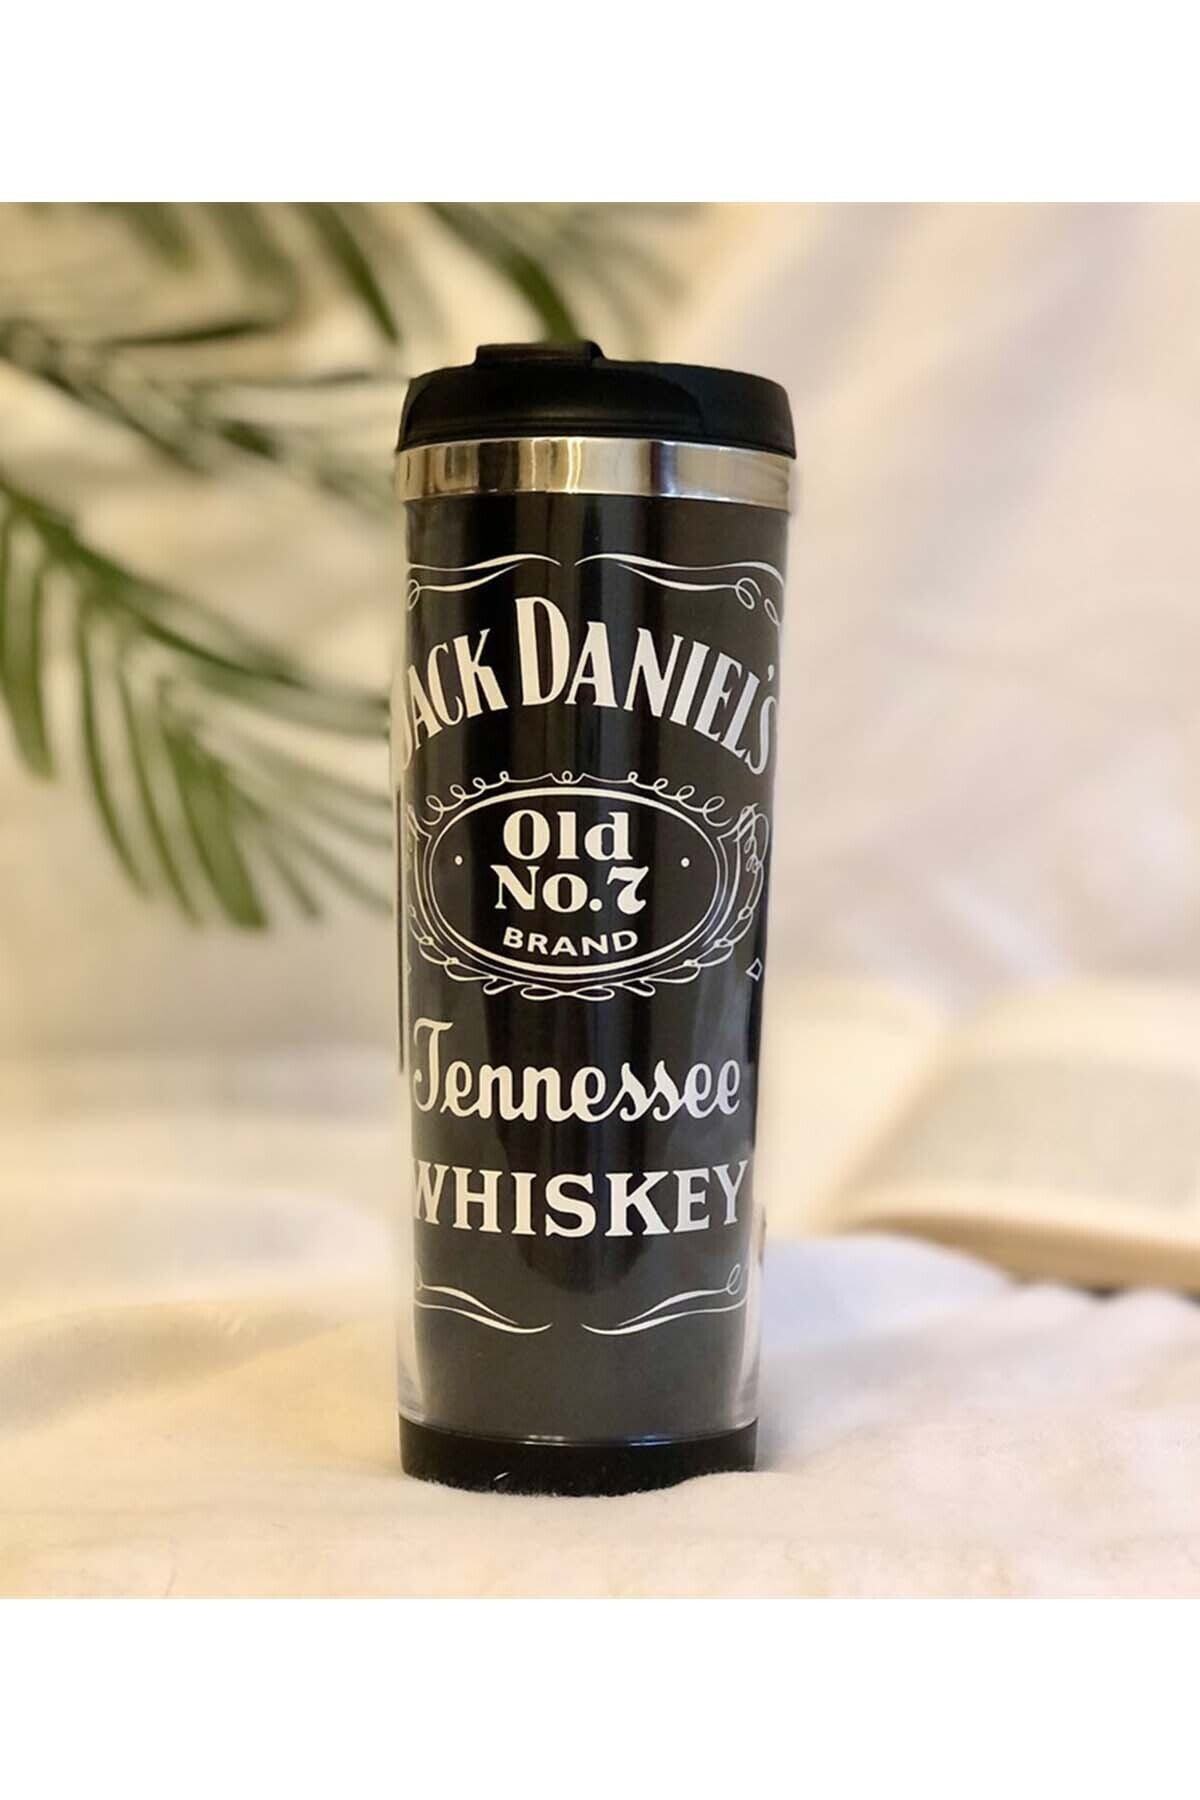 JACK DANIEL'S
Old
No.7
BRAND
Tennessee
WHISKEY